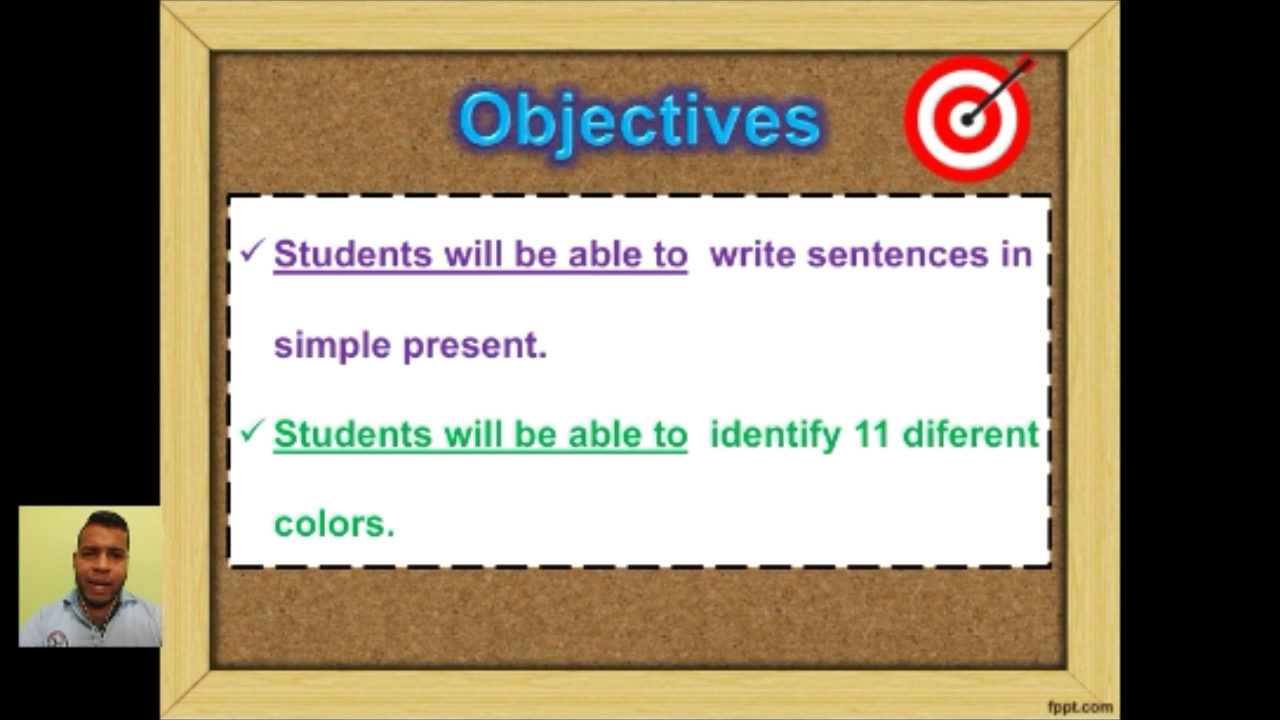 Objectives
✓ Students will be able to write sentences in
simple present.
✓ Students will be able to identify 11 diferent
colors.
fppt.com